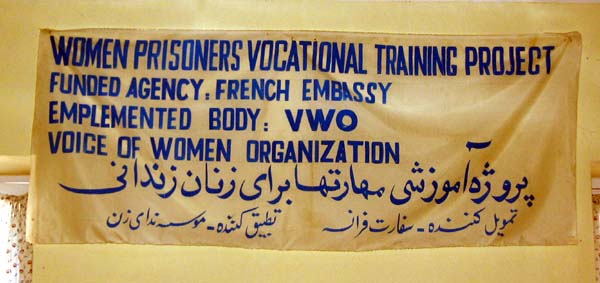 WOMEN PRISONERS VOCATIONAL TRAINING PROJECT
FUNDED AGENCY: FRENCH EMBASSY
EMPLEMENTED BODY: VWO
VOICE OF WOMEN ORGANIZATION
پروژه آموزشی مهارتها برای زنان زندانی
تمویل کننده - سفارت فرانسه تطبیق کننده - موسسه ندای زن